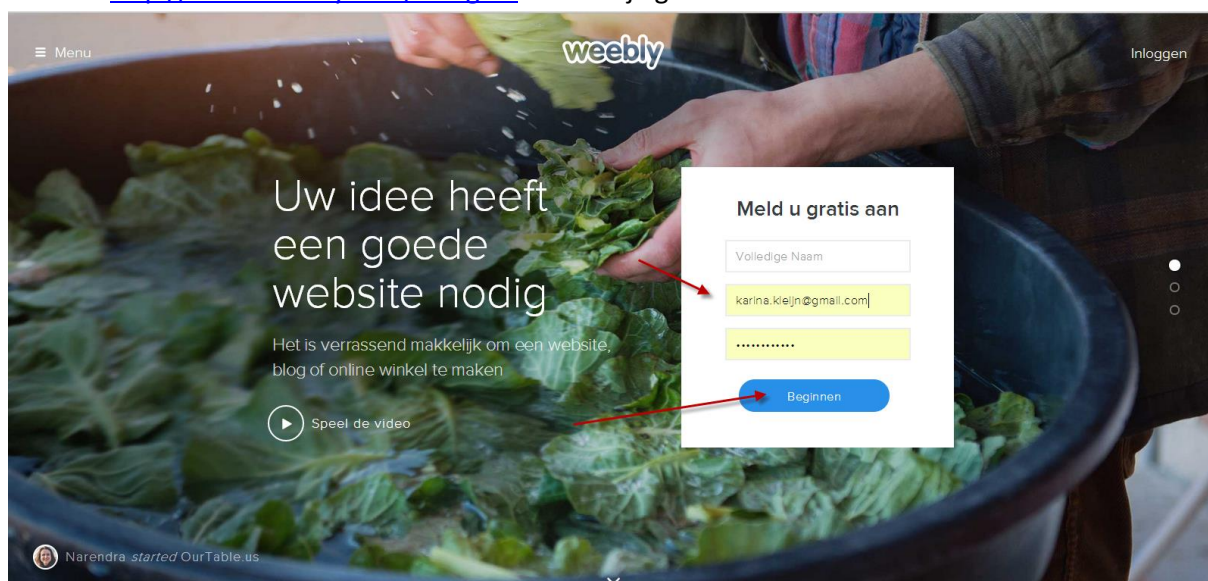 ≡ Menu
weebly
Inloggen
Uw idee heeft
een goede
website nodig
Het is verrassend makkelijk om een website,
blog of online winkel te maken
Speel de video
Meld u gratis aan
Volledige Naam
karina.kleijn@gmail.com
••••••••••••
Beginnen
Narendra started OurTable.us